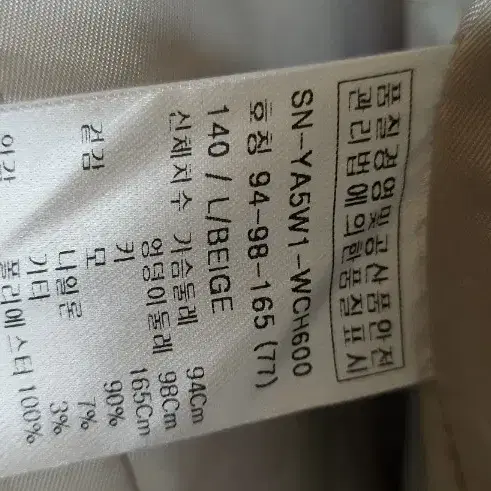 품질경영및공산품안전
관리법에의한품질표시
SN-YA5W1-WCH600
호칭 94-98-165 (77)
140 / L/BEIGE
신체치수 가슴둘레 94Cm
엉덩이둘레 98Cm
키 165Cm
겉감 모 90%
나일론 7%
기타 3%
안감 폴리에스터 100%